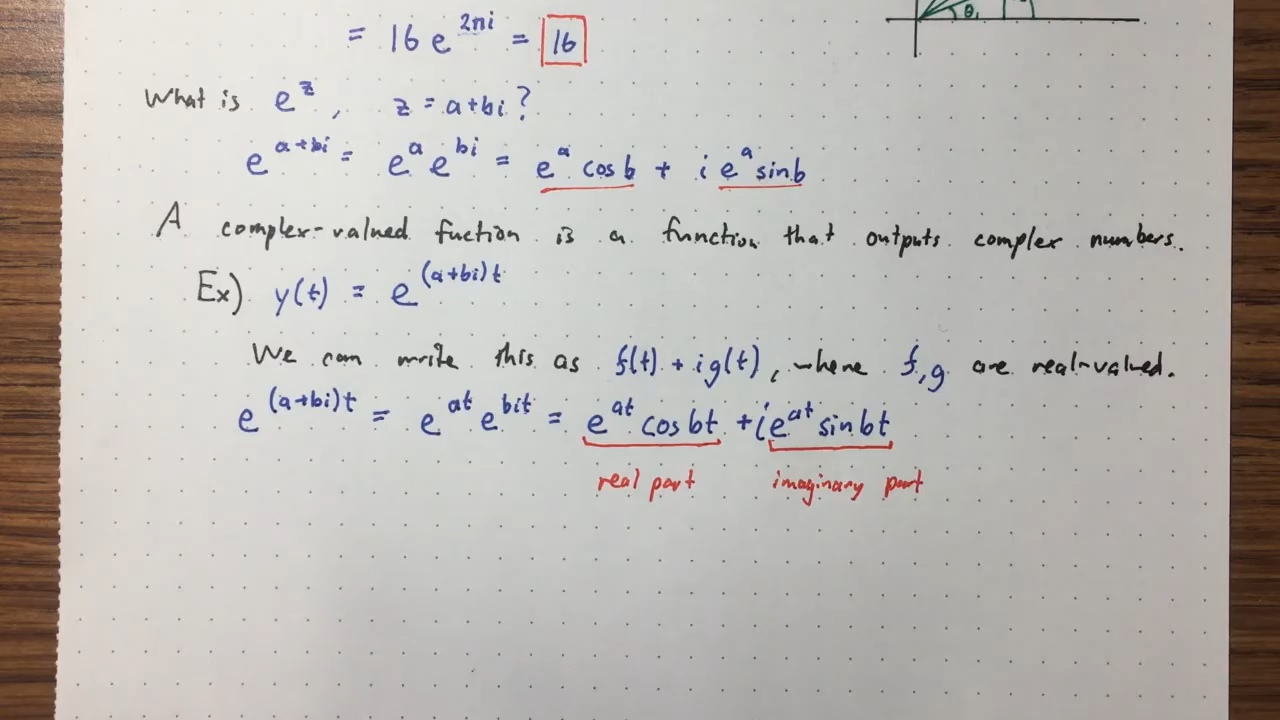 = 16 e^{2πi} = 16
θ₁
What is e^z, z = a+bi?
e^{a+bi} = e^a e^{bi} = e^a cos b + i e^a sin b
A complex-valued fuction is a function that outputs complex numbers.
Ex) y(t) = e^{(a+bi)t}
We can write this as f(t) + ig(t), where f,g are real-valued.
e^{(a+bi)t} = e^{at} e^{bit} = e^{at} cos bt + i e^{at} sin bt
real part imaginary part